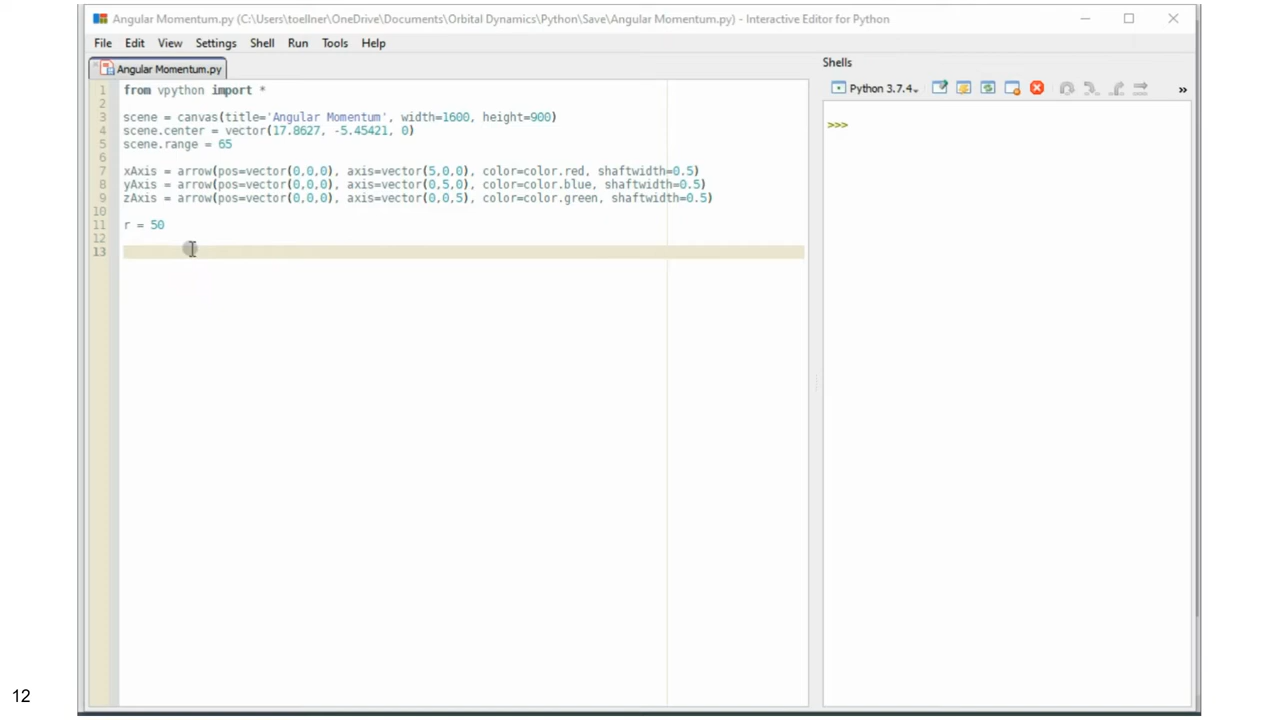 Angular Momentum.py (C:\Users\toellner\OneDrive\Documents\Orbital Dynamics\Python\Save\Angular Momentum.py) - Interactive Editor for Python
File Edit View Settings Shell Run Tools Help
Angular Momentum.py
1 from vpython import *
2
3 scene = canvas(title='Angular Momentum', width=1600, height=900)
4 scene.center = vector(17.8627, -5.45421, 0)
5 scene.range = 65
6
7 xAxis = arrow(pos=vector(0,0,0), axis=vector(5,0,0), color=color.red, shaftwidth=0.5)
8 yAxis = arrow(pos=vector(0,0,0), axis=vector(0,5,0), color=color.blue, shaftwidth=0.5)
9 zAxis = arrow(pos=vector(0,0,0), axis=vector(0,0,5), color=color.green, shaftwidth=0.5)
10
11 r = 50
12
13
Shells
Python 3.7.4
»
>>>
12